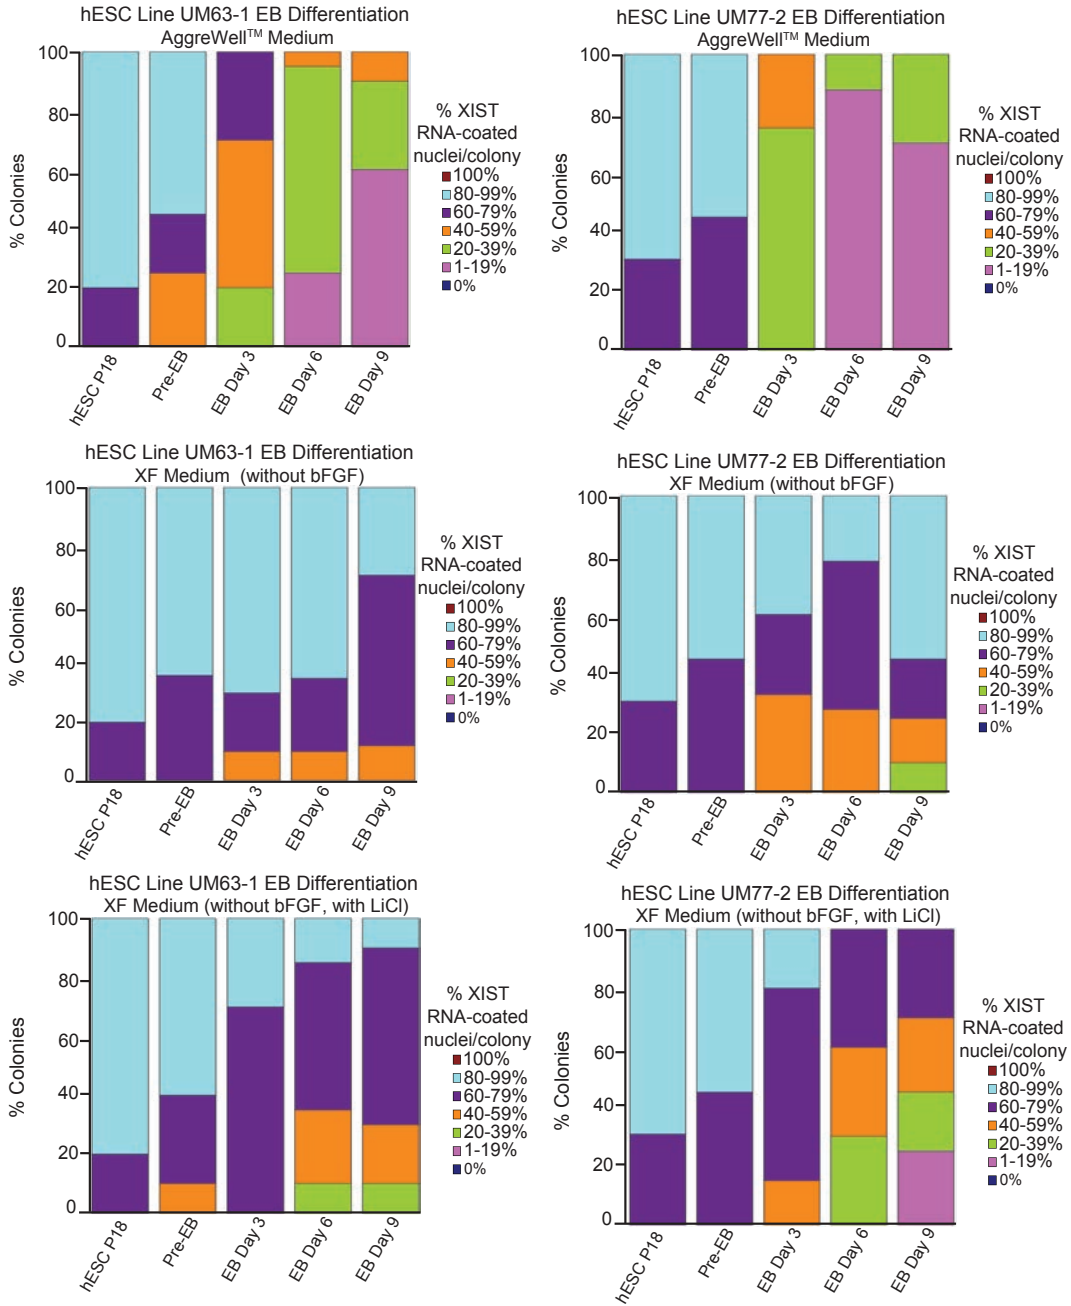 hESC Line UM63-1 EB Differentiation
AggreWell™ Medium
100
80
60
40
20
0
% Colonies
hESC P18
Pre-EB
EB Day 3
EB Day 6
EB Day 9
% XIST
RNA-coated
nuclei/colony
100%
80-99%
60-79%
40-59%
20-39%
1-19%
0%
hESC Line UM77-2 EB Differentiation
AggreWell™ Medium
100
80
60
40
20
0
% Colonies
hESC P18
Pre-EB
EB Day 3
EB Day 6
EB Day 9
% XIST
RNA-coated
nuclei/colony
100%
80-99%
60-79%
40-59%
20-39%
1-19%
0%
hESC Line UM63-1 EB Differentiation
XF Medium (without bFGF)
100
80
60
40
20
0
% Colonies
hESC P18
Pre-EB
EB Day 3
EB Day 6
EB Day 9
% XIST
RNA-coated
nuclei/colony
100%
80-99%
60-79%
40-59%
20-39%
1-19%
0%
hESC Line UM77-2 EB Differentiation
XF Medium (without bFGF)
100
80
60
40
20
0
% Colonies
hESC P18
Pre-EB
EB Day 3
EB Day 6
EB Day 9
% XIST
RNA-coated
nuclei/colony
100%
80-99%
60-79%
40-59%
20-39%
1-19%
0%
hESC Line UM63-1 EB Differentiation
XF Medium (without bFGF, with LiCl)
100
80
60
40
20
0
% Colonies
hESC P18
Pre-EB
EB Day 3
EB Day 6
EB Day 9
% XIST
RNA-coated
nuclei/colony
100%
80-99%
60-79%
40-59%
20-39%
1-19%
0%
hESC Line UM77-2 EB Differentiation
XF Medium (without bFGF, with LiCl)
100
80
60
40
20
0
% Colonies
hESC P18
Pre-EB
EB Day 3
EB Day 6
EB Day 9
% XIST
RNA-coated
nuclei/colony
100%
80-99%
60-79%
40-59%
20-39%
1-19%
0%